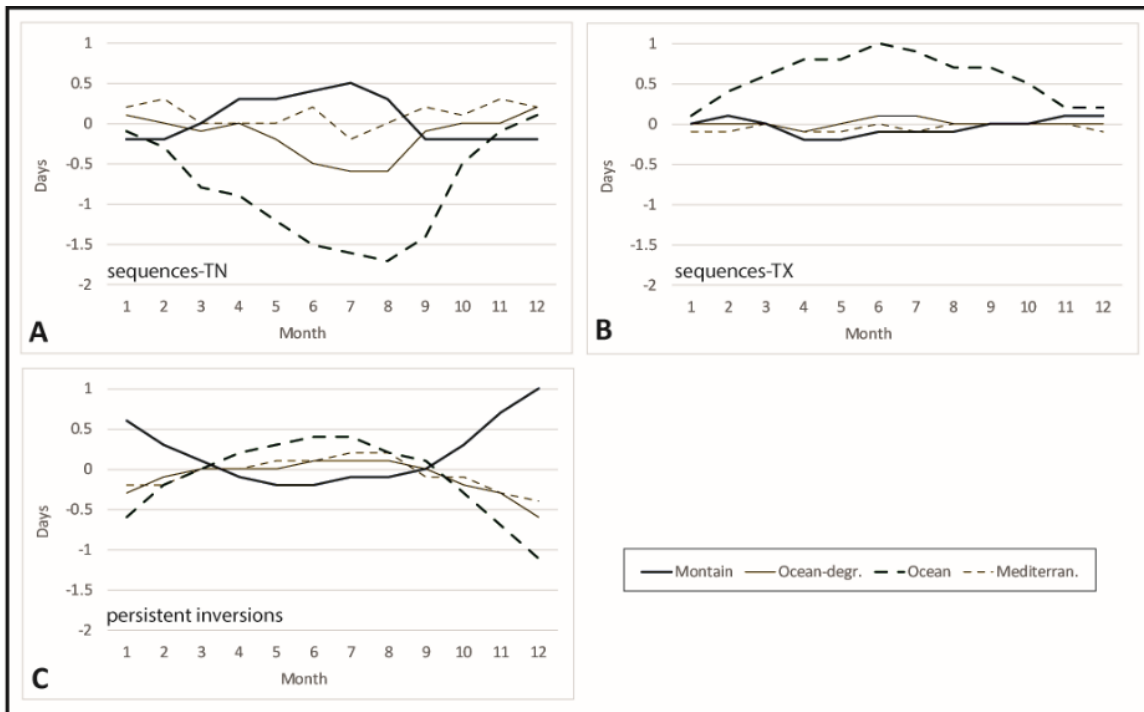 1
0.5
0
-0.5
-1
-1.5
-2
Days
sequences-TN
1 2 3 4 5 6 7 8 9 10 11 12
Month
A
1
0.5
0
-0.5
-1
-1.5
-2
Days
sequences-TX
1 2 3 4 5 6 7 8 9 10 11 12
Month
B
1
0.5
0
-0.5
-1
-1.5
-2
Days
persistent inversions
1 2 3 4 5 6 7 8 9 10 11 12
Month
C
Montain Ocean-degr. Ocean Mediterran.